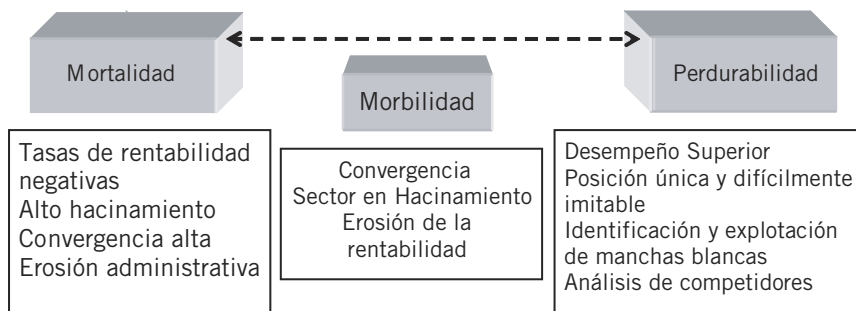 Mortalidad
Morbilidad
Perdurabilidad
Tasas de rentabilidad
negativas
Alto hacinamiento
Convergencia alta
Erosión administrativa
Convergencia
Sector en Hacinamiento
Erosión de la
rentabilidad
Desempeño Superior
Posición única y difícilmente
imitable
Identificación y explotación
de manchas blancas
Análisis de competidores